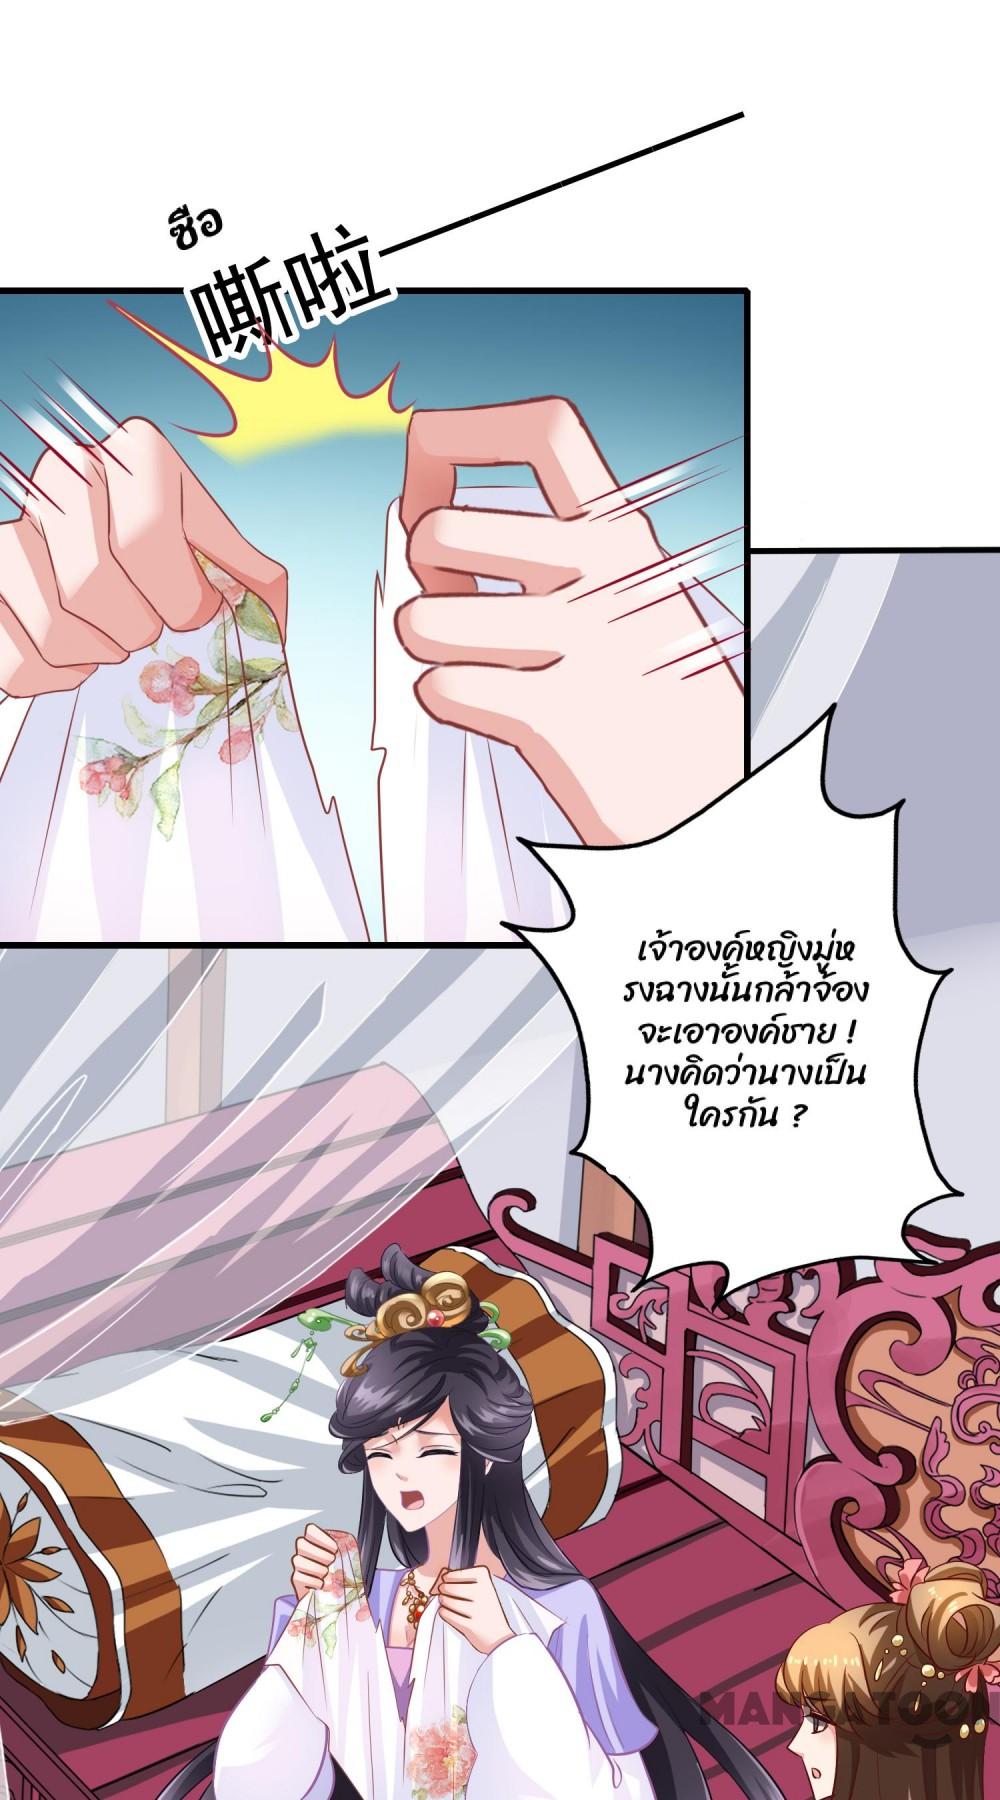 ซือ
嘶啦
เจ้าองค์หญิงมู่ห
รงฉางนั้นกล้าจ้อง
จะเอาองค์ชาย !
นางคิดว่านางเป็น
ใครกัน ?
MANGATOON